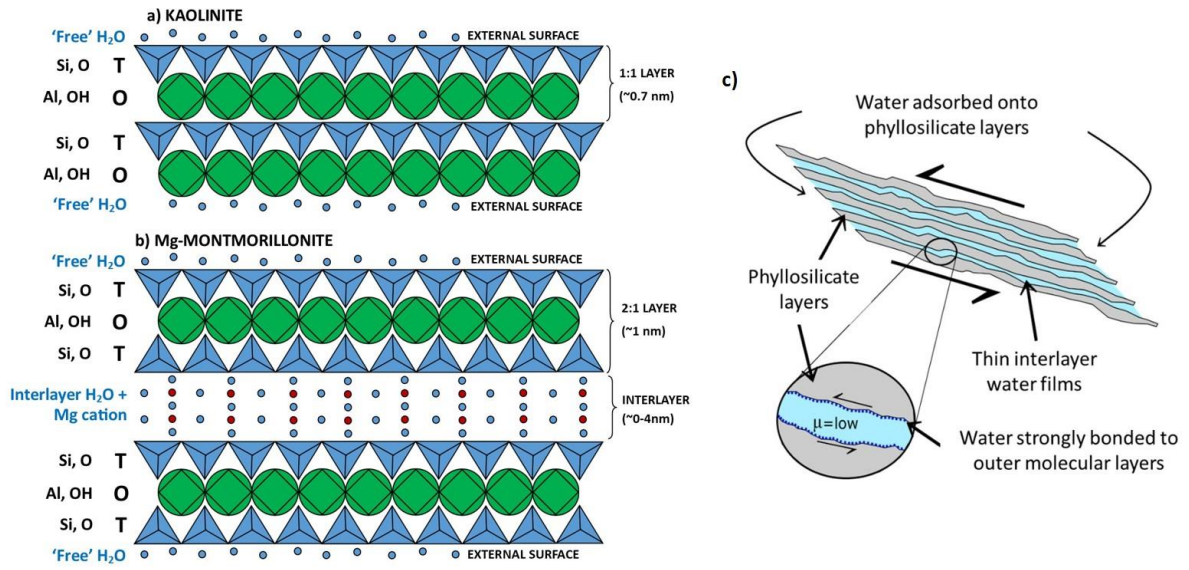 a) KAOLINITE
'Free' H₂O
EXTERNAL SURFACE
Si, O T
Al, OH O
1:1 LAYER
(~0.7 nm)
Si, O T
Al, OH O
'Free' H₂O
EXTERNAL SURFACE
b) Mg-MONTMORILLONITE
'Free' H₂O
EXTERNAL SURFACE
Si, O T
Al, OH O
Si, O T
2:1 LAYER
(~1 nm)
Interlayer H₂O +
Mg cation
INTERLAYER
(~0-4nm)
Si, O T
Al, OH O
Si, O T
'Free' H₂O
EXTERNAL SURFACE
c)
Water adsorbed onto
phyllosilicate layers
Phyllosilicate
layers
Thin interlayer
water films
μ=low
Water strongly bonded to
outer molecular layers